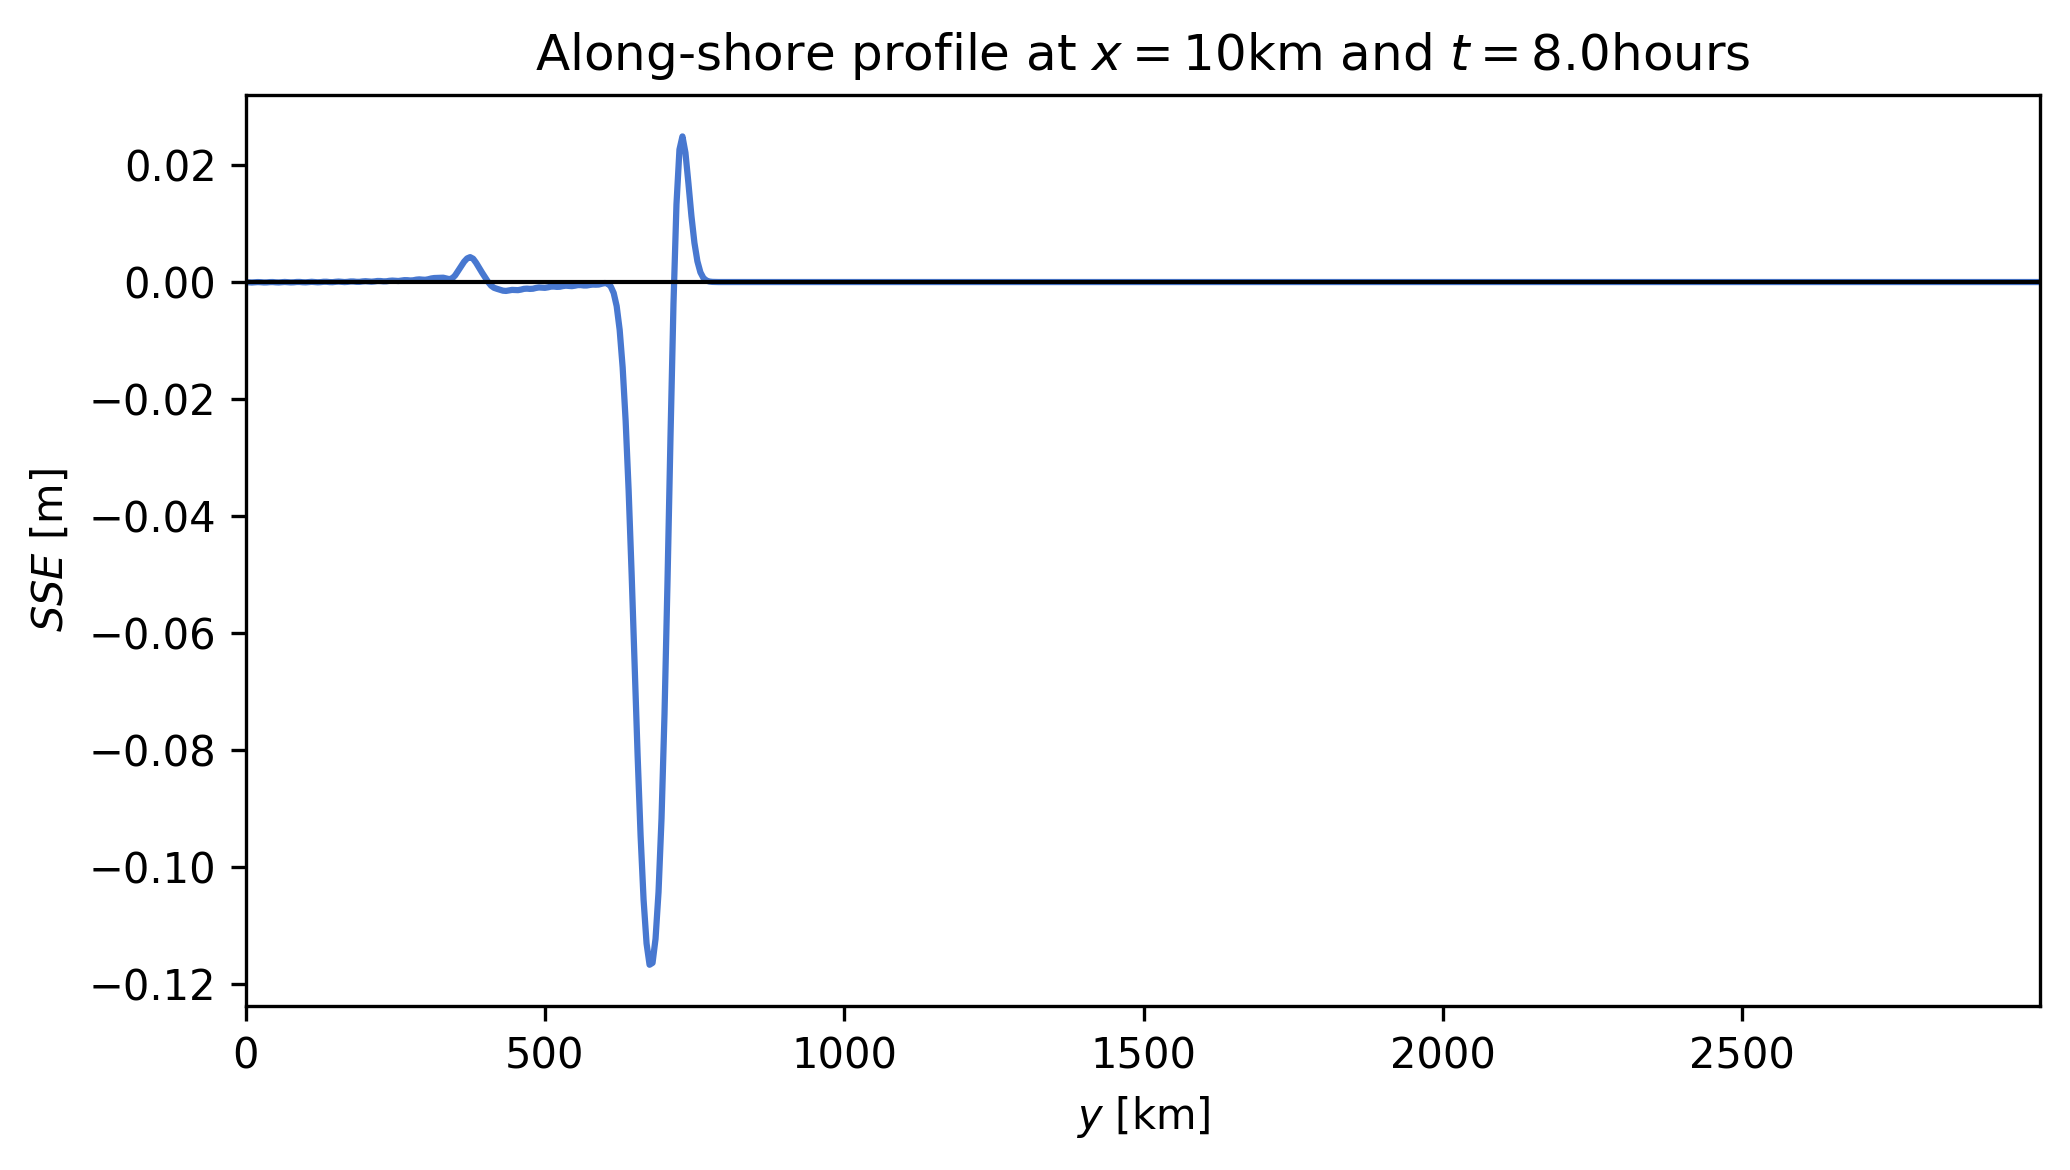 Along-shore profile at x = 10km and t = 8.0hours
SSE [m]
0.02
0.00
−0.02
−0.04
−0.06
−0.08
−0.10
−0.12
0 500 1000 1500 2000 2500
y [km]